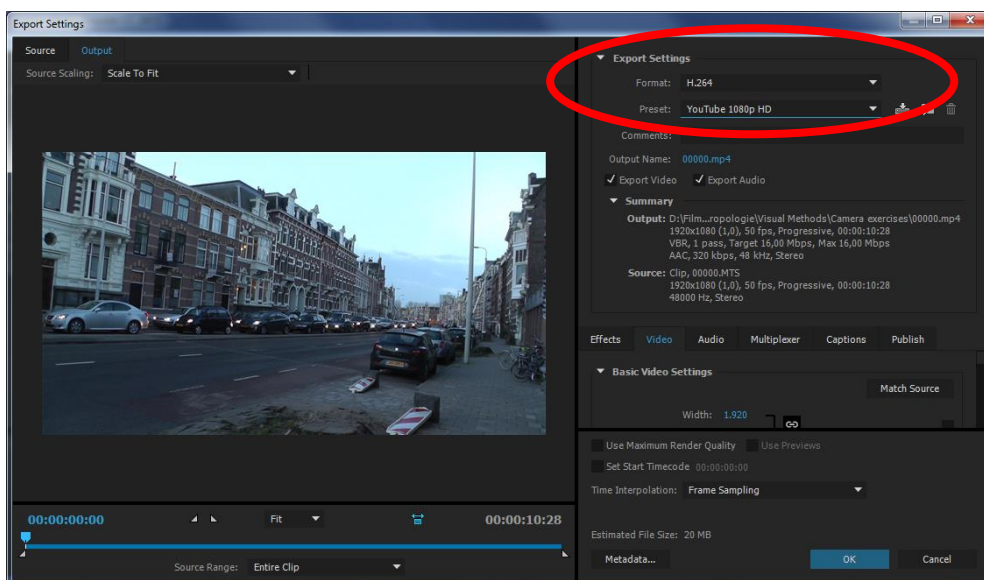 Export Settings
Source Output
Source Scaling: Scale To Fit
00:00:00:00 Fit 00:00:10:28
Source Range: Entire Clip
Export Settings
Format: H.264
Preset: YouTube 1080p HD
Comments:
Output Name: 00000.mp4
Export Video Export Audio
Summary
Output: D:\Film...ropologie\Visual Methods\Camera exercises\00000.mp4
1920x1080 (1,0), 50 fps, Progressive, 00:00:10:28
VBR, 1 pass, Target 16,00 Mbps, Max 16,00 Mbps
AAC, 320 kbps, 48 kHz, Stereo
Source: Clip, 00000.MTS
1920x1080 (1,0), 50 fps, Progressive, 00:00:10:28
48000 Hz, Stereo
Effects Video Audio Multiplexer Captions Publish
Basic Video Settings
Match Source
Width: 1.920
Use Maximum Render Quality Use Previews
Set Start Timecode 00:00:00:00
Time Interpolation: Frame Sampling
Estimated File Size: 20 MB
Metadata... OK Cancel